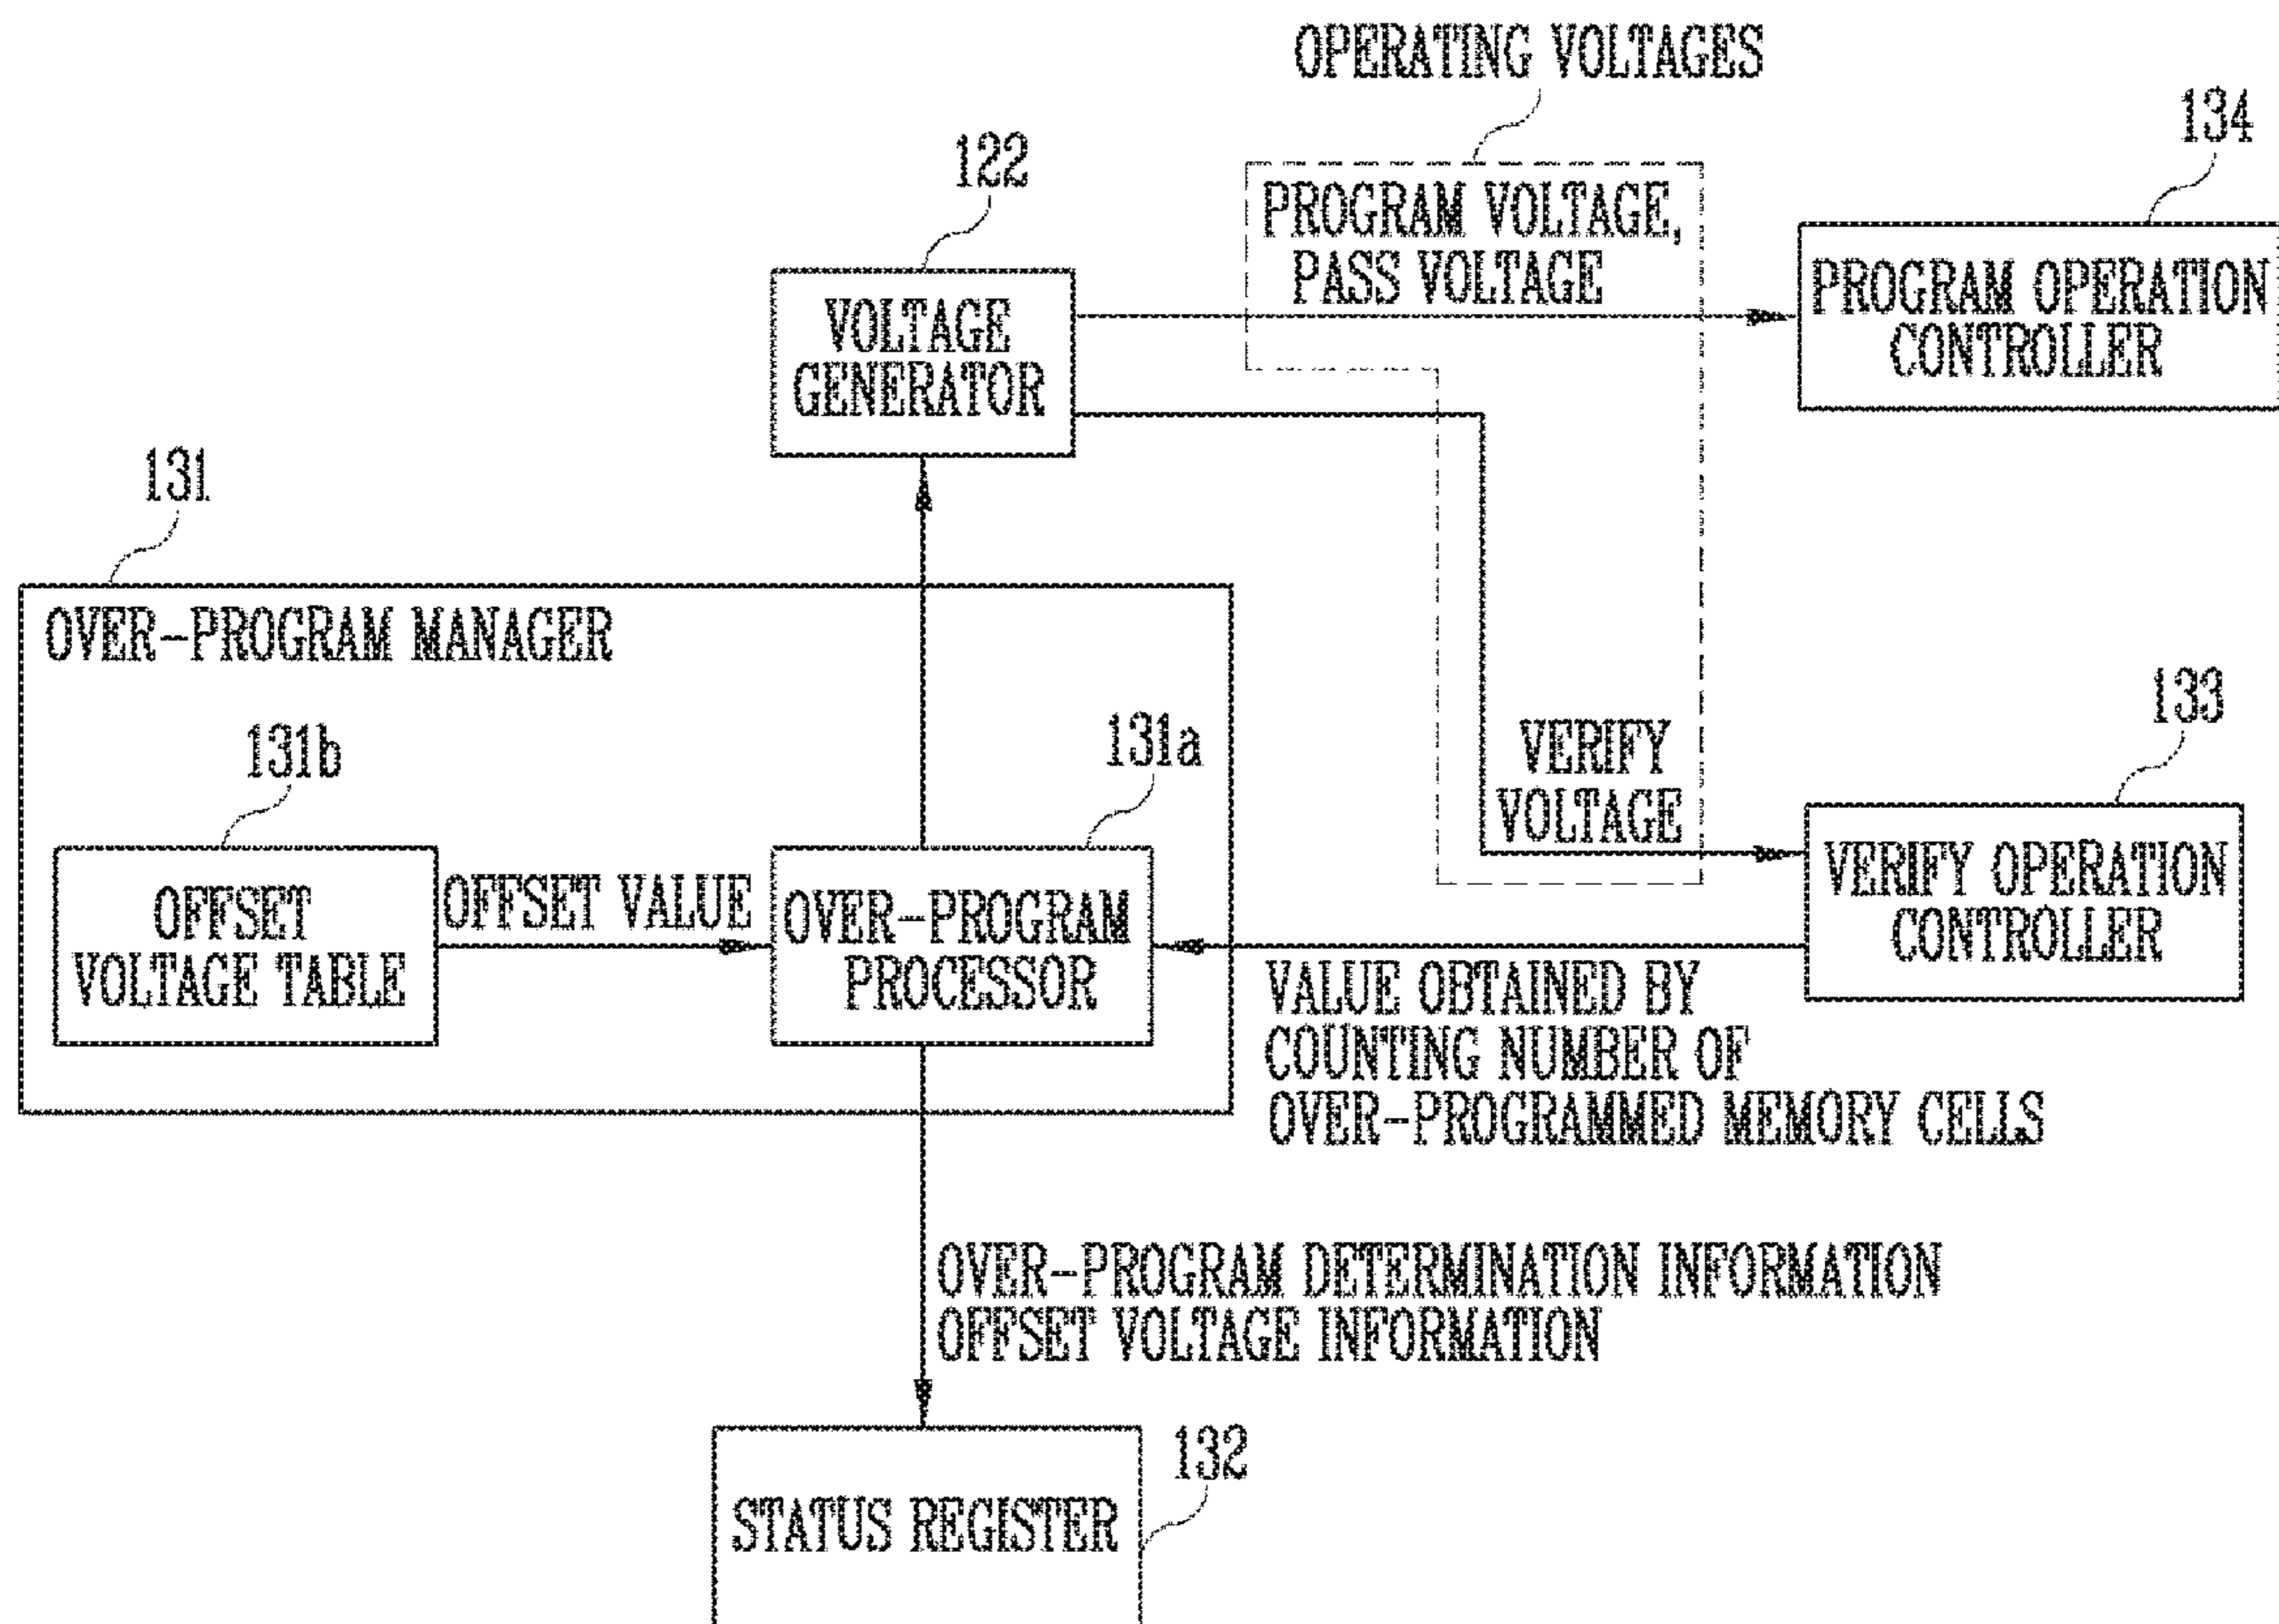 OPERATING VOLTAGES
134
122
PROGRAM VOLTAGE,
PASS VOLTAGE
PROGRAM OPERATION
CONTROLLER
VOLTAGE
GENERATOR
131
OVER-PROGRAM MANAGER
133
131b
131a
VERIFY
VOLTAGE
OFFSET
VOLTAGE TABLE
OFFSET VALUE
OVER-PROGRAM
PROCESSOR
VERIFY OPERATION
CONTROLLER
VALUE OBTAINED BY
COUNTING NUMBER OF
OVER-PROGRAMMED MEMORY CELLS
OVER-PROGRAM DETERMINATION INFORMATION
OFFSET VOLTAGE INFORMATION
132
STATUS REGISTER